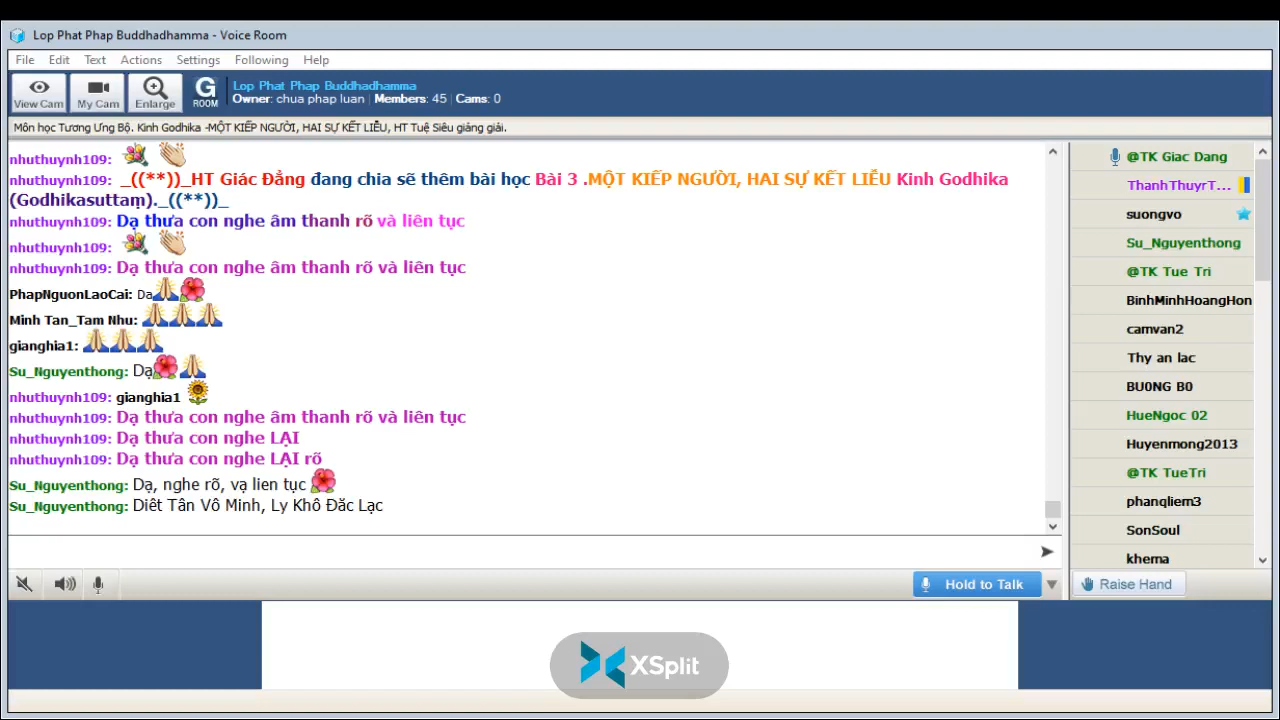 Lop Phat Phap Buddhadhamma - Voice Room
File Edit Text Actions Settings Following Help
View Cam My Cam Enlarge G ROOM
Lop Phat Phap Buddhadhamma
Owner: chua phap luan | Members: 45 | Cams: 0
Môn học Tương Ưng Bộ. Kinh Godhika -MỘT KIẾP NGƯỜI, HAI SỰ KẾT LIỄU, HT Tuệ Siêu giảng giải.
nhuthuynh109:
nhuthuynh109: _((**))_HT Giác Đẳng đang chia sẽ thêm bài học Bài 3 .MỘT KIẾP NGƯỜI, HAI SỰ KẾT LIỄU Kinh Godhika
(Godhikasuttaṃ)._((**))_
nhuthuynh109: Dạ thưa con nghe âm thanh rõ và liên tục
nhuthuynh109:
nhuthuynh109: Dạ thưa con nghe âm thanh rõ và liên tục
PhapNguonLaoCai: Da
Minh Tan_Tam Nhu:
gianghia1:
Su_Nguyenthong: Dạ
nhuthuynh109: gianghia1
nhuthuynh109: Dạ thưa con nghe âm thanh rõ và liên tục
nhuthuynh109: Dạ thưa con nghe LẠI
nhuthuynh109: Dạ thưa con nghe LẠI rõ
Su_Nguyenthong: Dạ, nghe rõ, vạ lien tục
Su_Nguyenthong: Diêt Tân Vô Minh, Ly Khô Đăc Lạc
@TK Giac Dang
ThanhThuyrT...
suongvo
Su_Nguyenthong
@TK Tue Tri
BinhMinhHoangHon
camvan2
Thy an lac
BU0NG B0
HueNgoc 02
Huyenmong2013
@TK TueTri
phanqliem3
SonSoul
khema
Hold to Talk
Raise Hand
XSplit